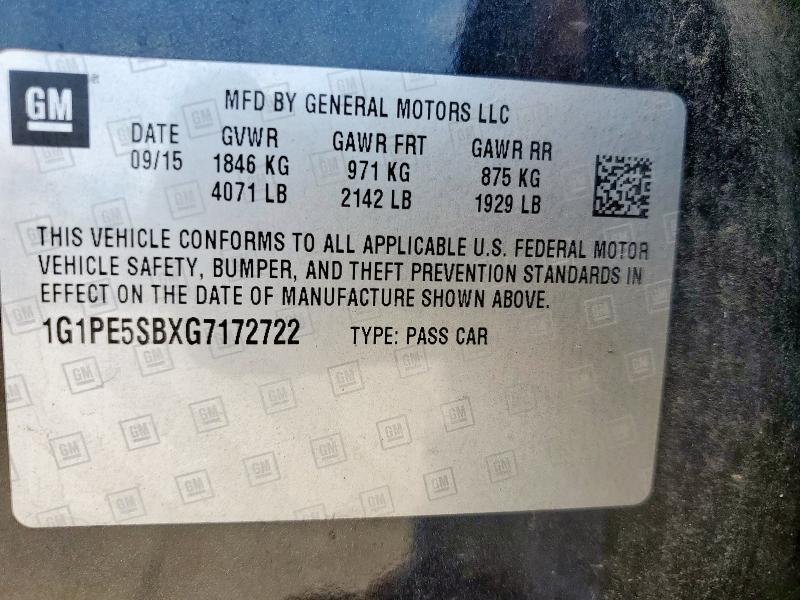 GM
MFD BY GENERAL MOTORS LLC
DATE GVWR GAWR FRT GAWR RR
09/15 1846 KG 971 KG 875 KG
4071 LB 2142 LB 1929 LB
THIS VEHICLE CONFORMS TO ALL APPLICABLE U.S. FEDERAL MOTOR
VEHICLE SAFETY, BUMPER, AND THEFT PREVENTION STANDARDS IN
EFFECT ON THE DATE OF MANUFACTURE SHOWN ABOVE.
1G1PE5SBXG7172722 TYPE: PASS CAR